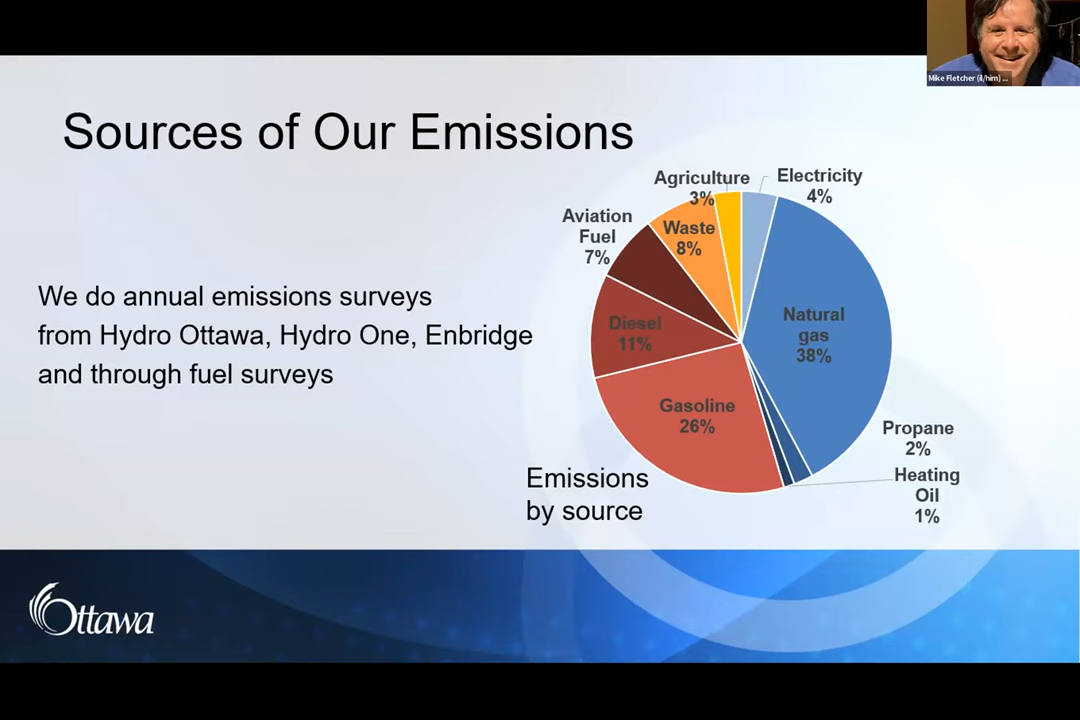 Mike Fletcher (il/him) ...
Sources of Our Emissions
We do annual emissions surveys
from Hydro Ottawa, Hydro One, Enbridge
and through fuel surveys
Agriculture
3%
Electricity
4%
Aviation
Fuel
7%
Waste
8%
Natural
gas
38%
Diesel
11%
Gasoline
26%
Propane
2%
Heating
Oil
1%
Emissions
by source
Ottawa